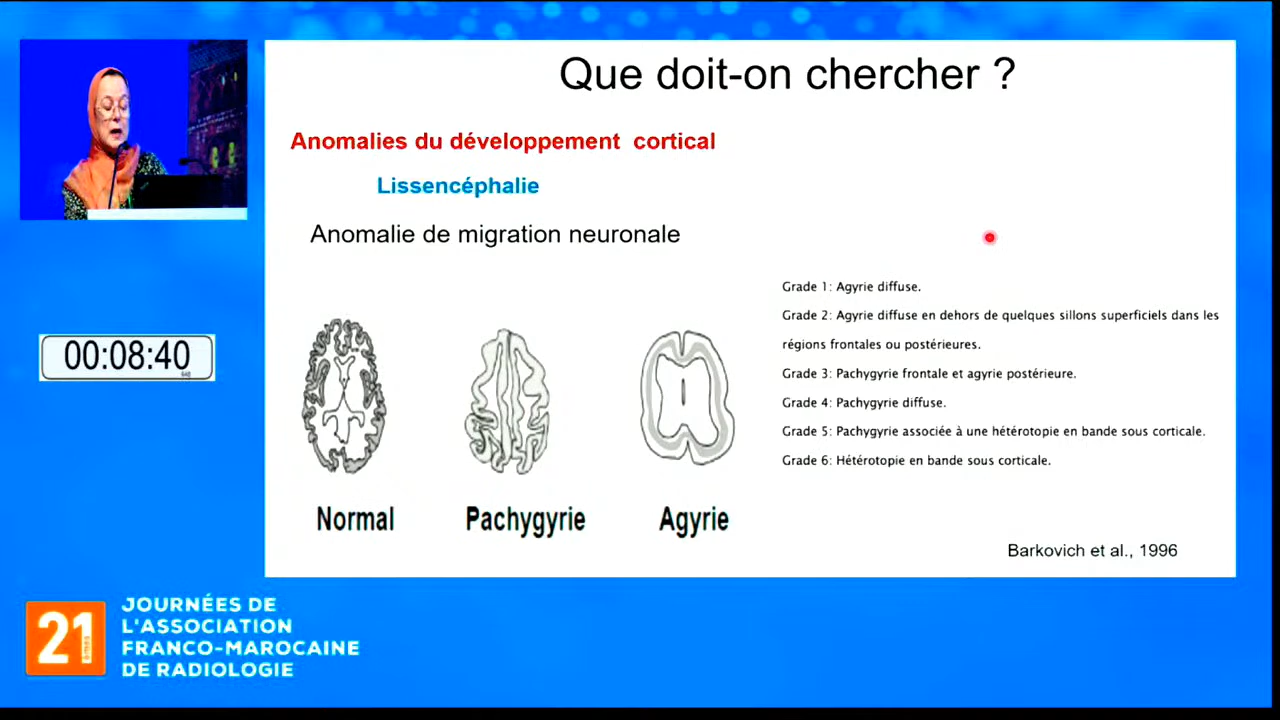 Que doit-on chercher ?
Anomalies du développement cortical
Lissencéphalie
Anomalie de migration neuronale
Grade 1: Agyrie diffuse.
Grade 2: Agyrie diffuse en dehors de quelques sillons superficiels dans les
régions frontales ou postérieures.
Grade 3: Pachygyrie frontale et agyrie postérieure.
Grade 4: Pachygyrie diffuse.
Grade 5: Pachygyrie associée à une hétérotopie en bande sous corticale.
Grade 6: Hétérotopie en bande sous corticale.
Normal
Pachygyrie
Agyrie
Barkovich et al., 1996
00:08:40
21
JOURNÉES DE
L'ASSOCIATION
FRANCO-MAROCAINE
DE RADIOLOGIE